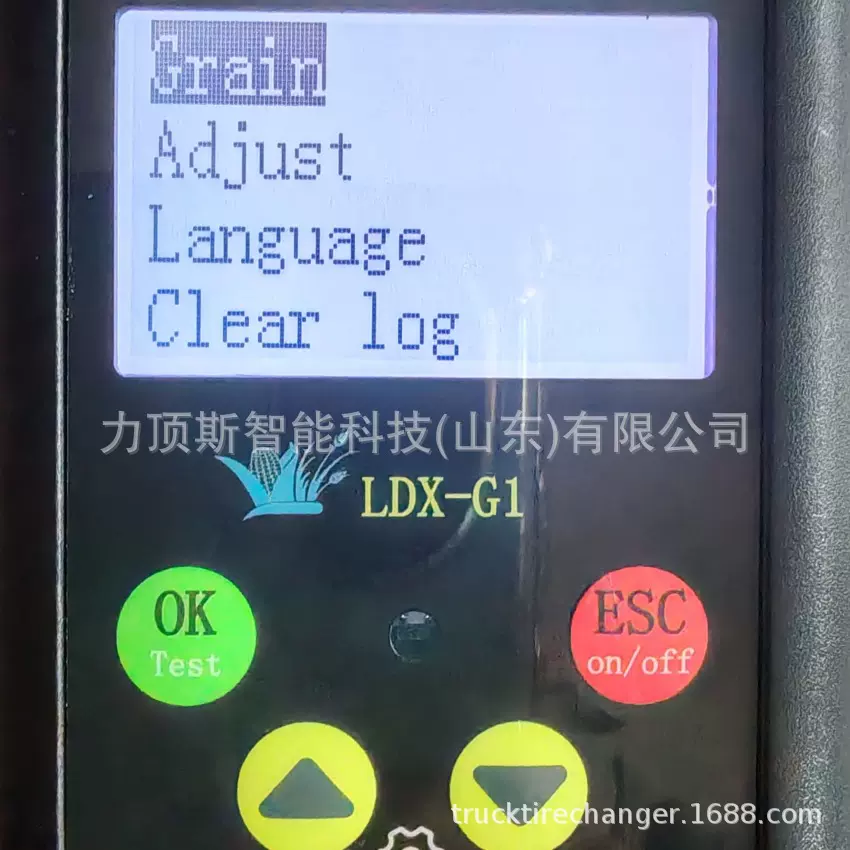 Grain
Adjust
Language
Clear log
力顶斯智能科技(山东)有限公司
LDX-G1
OK
Test
ESC
on/off
trucktirechanger.1688.com